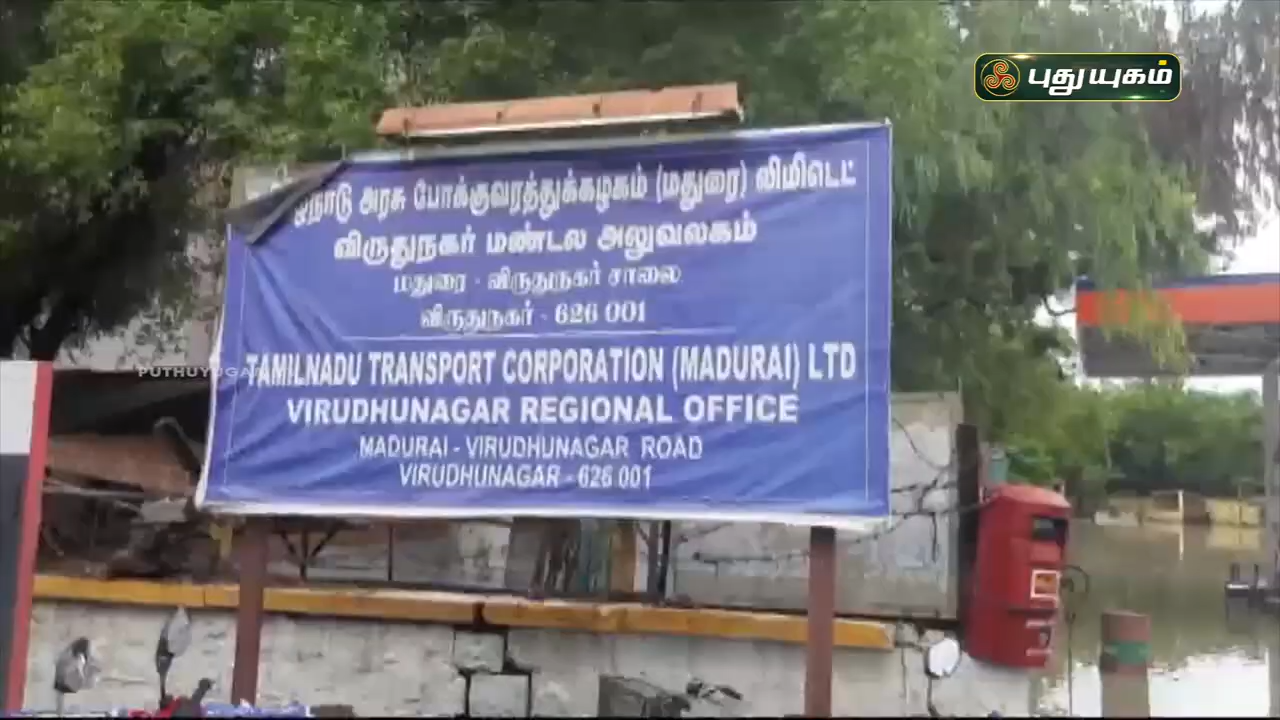 புதுயுகம்
அரசு போக்குவரத்துக்கழகம் (மதுரை) லிமிடெட்
விருதுநகர் மண்டல அலுவலகம்
மதுரை - விருதுநகர் சாலை
விருதுநகர் - 626 001
TAMILNADU TRANSPORT CORPORATION (MADURAI) LTD
VIRUDHUNAGAR REGIONAL OFFICE
MADURAI - VIRUDHUNAGAR ROAD
VIRUDHUNAGAR - 626 001